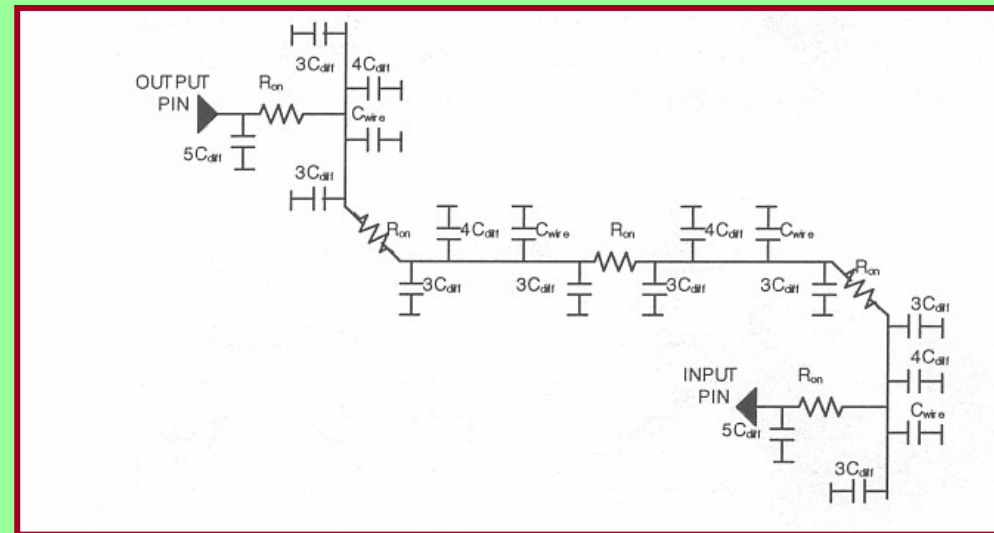 3Cdiff
4Cdiff
OUTPUT
PIN
Ron
Cwire
5Cdiff
3Cdiff
Ron
4Cdiff
Cwire
Ron
4Cdiff
Cwire
Ron
3Cdiff
3Cdiff
3Cdiff
3Cdiff
3Cdiff
4Cdiff
INPUT
PIN
Ron
Cwire
5Cdiff
3Cdiff